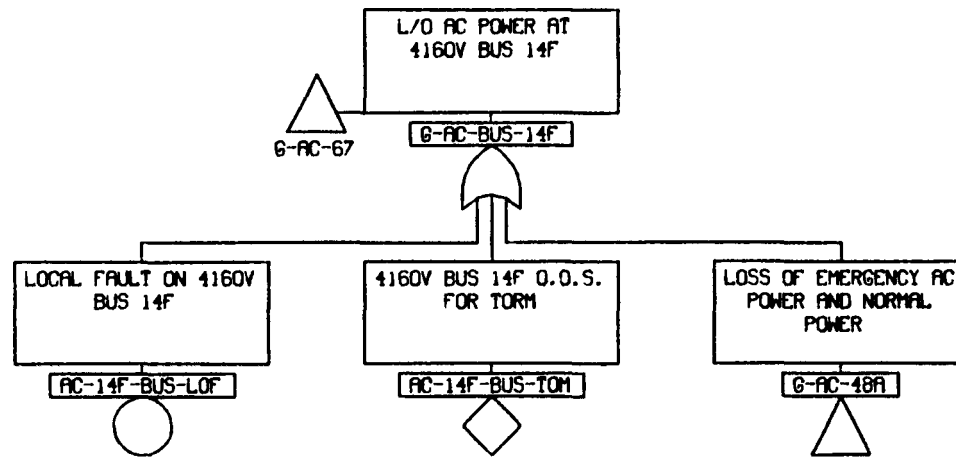 L/O AC POWER AT
4160V BUS 14F
G-AC-67
G-AC-BUS-14F
LOCAL FAULT ON 4160V
BUS 14F
AC-14F-BUS-LOF
4160V BUS 14F O.O.S.
FOR TORM
AC-14F-BUS-TOM
LOSS OF EMERGENCY AC
POWER AND NORMAL
POWER
G-AC-48A